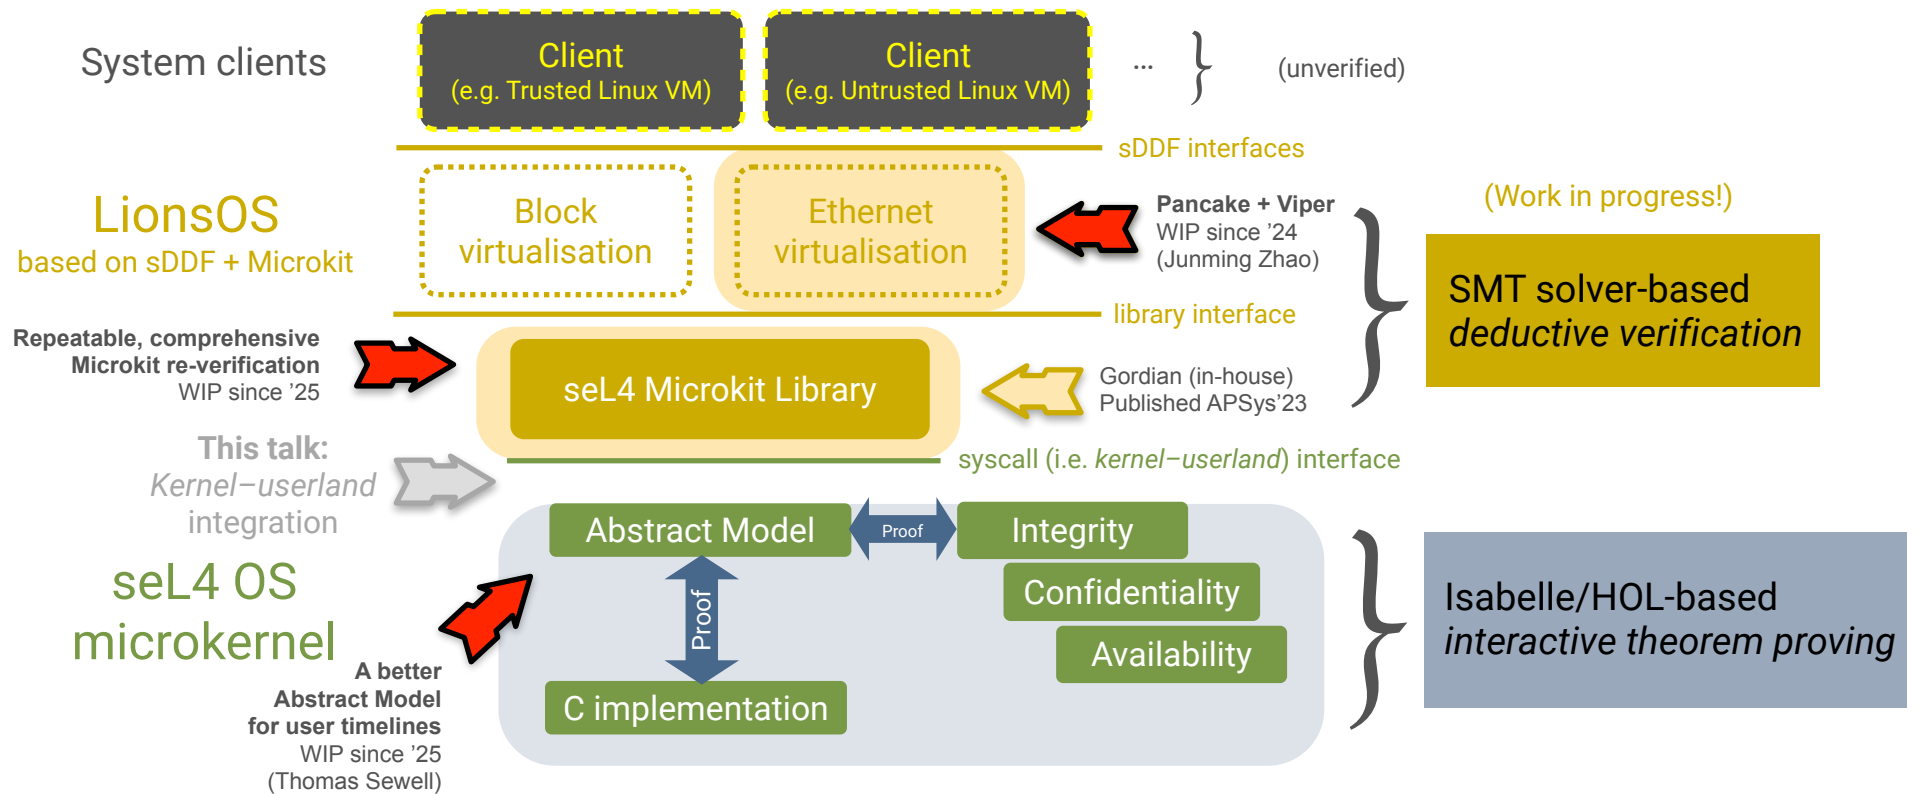 System clients
Client
(e.g. Trusted Linux VM)
Client
(e.g. Untrusted Linux VM)
...
(unverified)
sDDF interfaces
LionsOS
based on sDDF + Microkit
Block
virtualisation
Ethernet
virtualisation
Pancake + Viper
WIP since ’24
(Junming Zhao)
(Work in progress!)
SMT solver-based
deductive verification
library interface
Repeatable, comprehensive
Microkit re-verification
WIP since ’25
seL4 Microkit Library
Gordian (in-house)
Published APSys’23
This talk:
Kernel–userland
integration
syscall (i.e. kernel–userland) interface
seL4 OS
microkernel
Abstract Model
Proof
Integrity
Confidentiality
Availability
Proof
C implementation
Isabelle/HOL-based
interactive theorem proving
A better
Abstract Model
for user timelines
WIP since ’25
(Thomas Sewell)